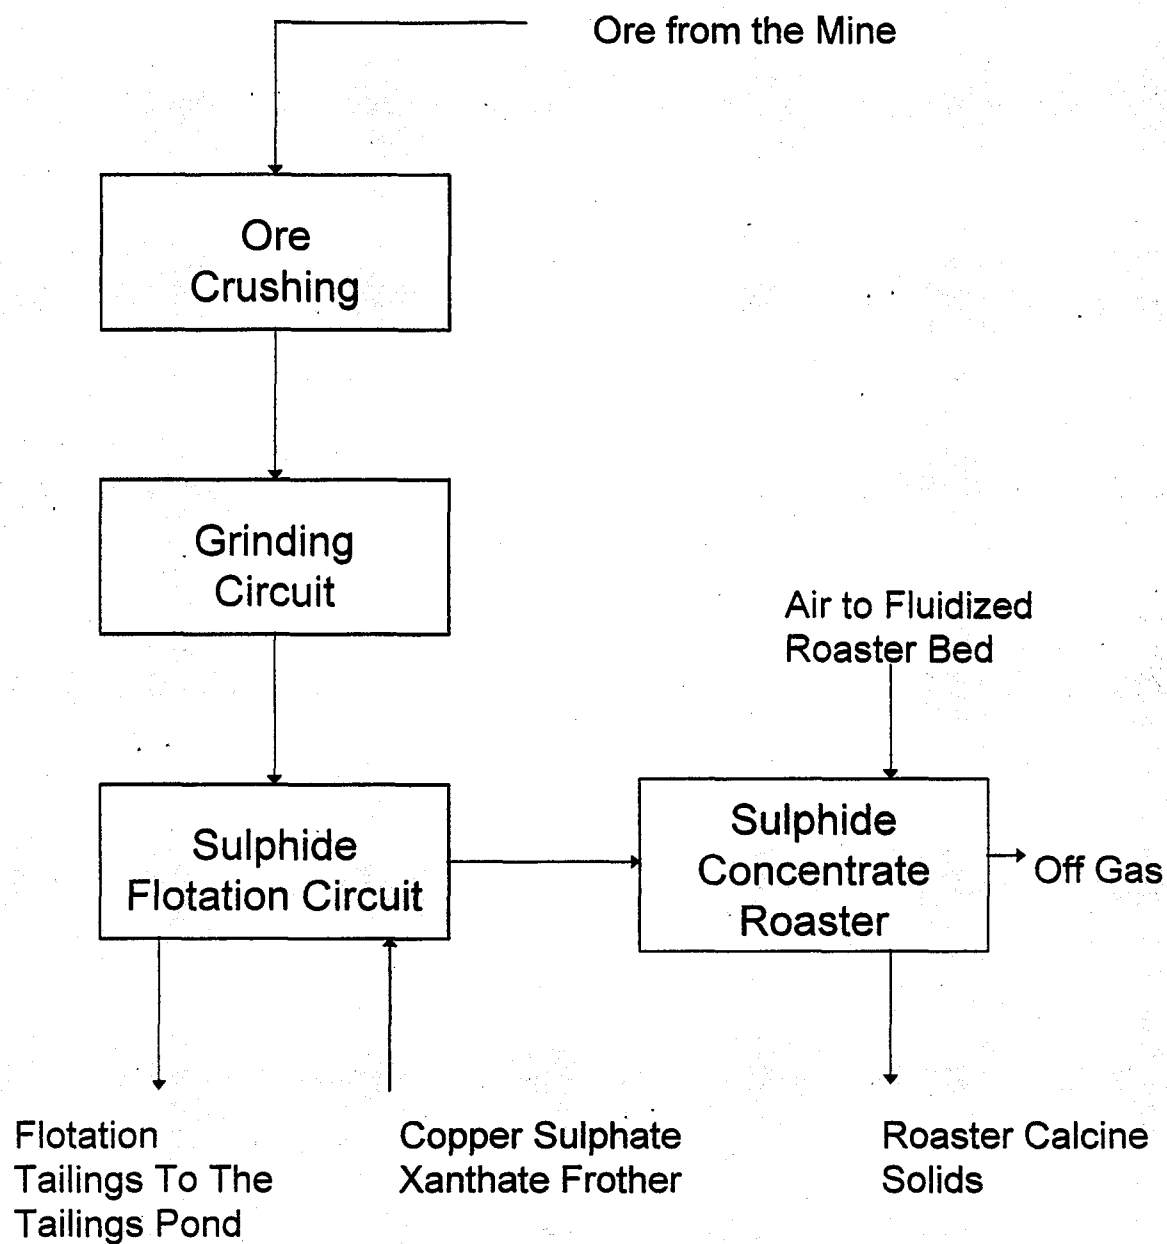 Ore from the Mine
Ore
Crushing
Grinding
Circuit
Air to Fluidized
Roaster Bed
Sulphide
Flotation Circuit
Sulphide
Concentrate
Roaster
Off Gas
Flotation
Tailings To The
Tailings Pond
Copper Sulphate
Xanthate Frother
Roaster Calcine
Solids